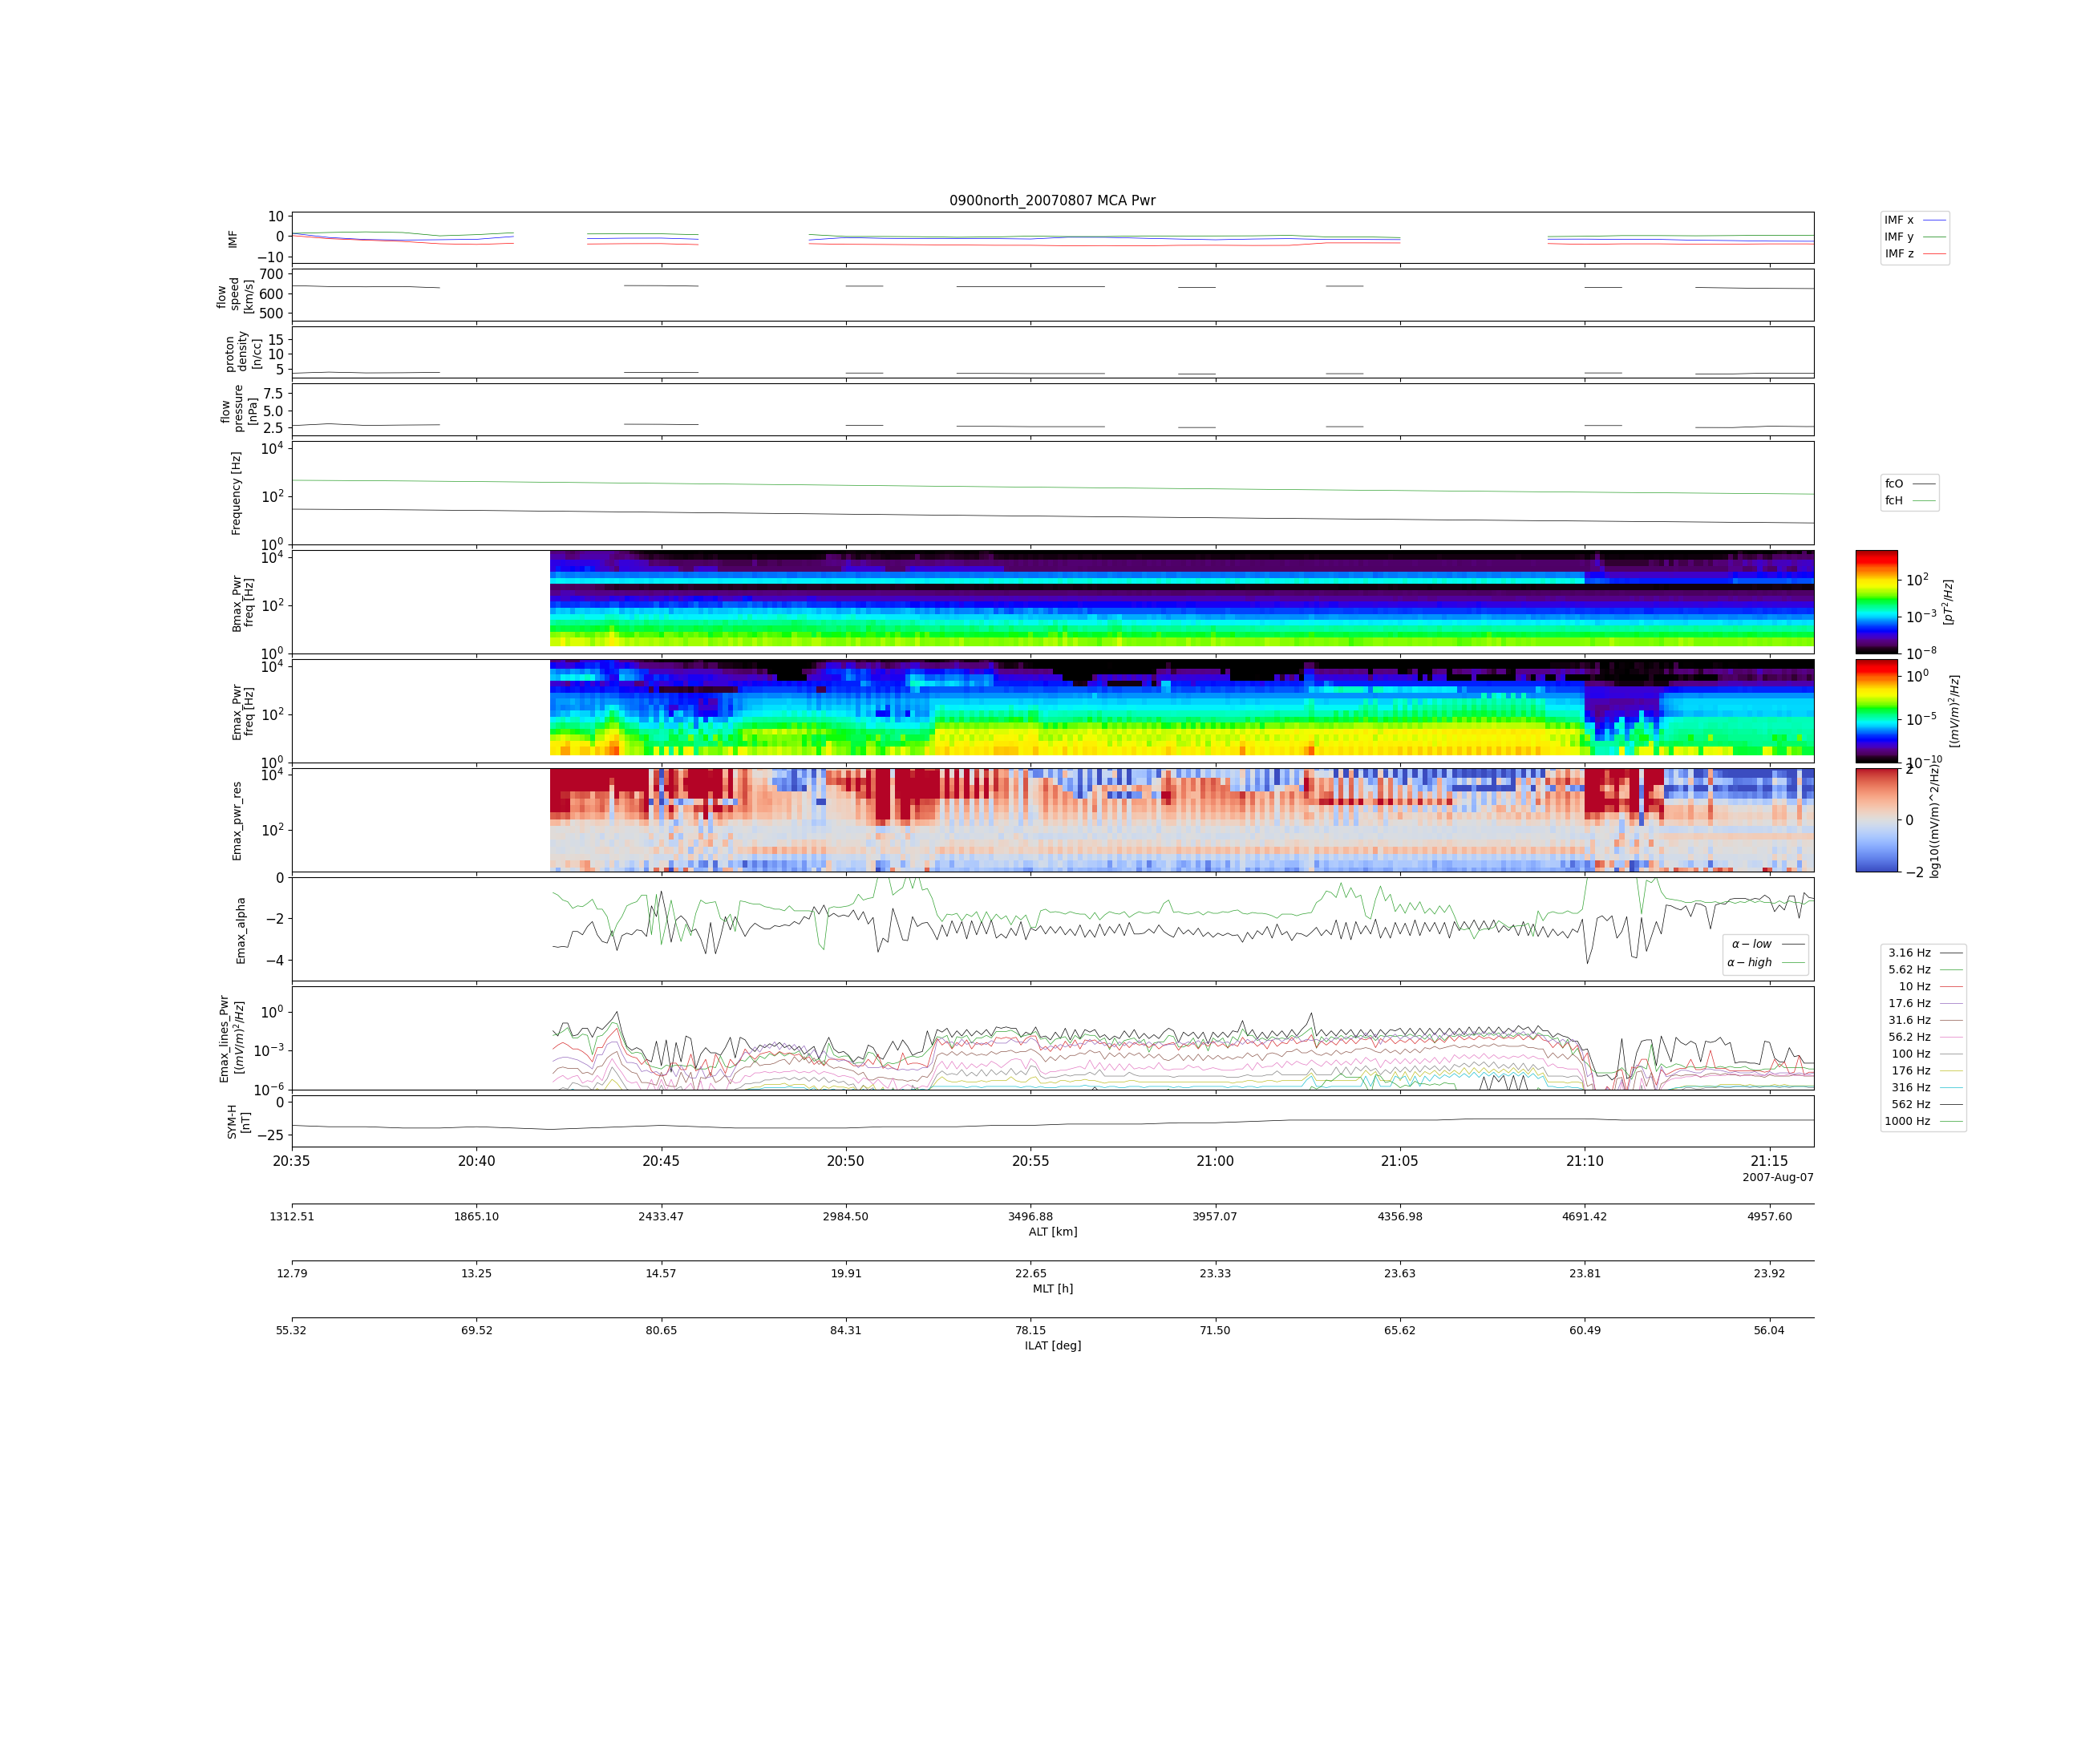 0900north_20070807 MCA Pwr
IMF
10
0
−10
IMF x
IMF y
IMF z
flow
speed
[km/s]
700
600
500
proton
density
[n/cc]
15
10
5
flow
pressure
[nPa]
7.5
5.0
2.5
Frequency [Hz]
10^4
10^2
10^0
fcO
fcH
Bmax_Pwr
freq [Hz]
10^4
10^2
10^0
10^2
10^−3
10^−8
[pT^2/Hz]
Emax_Pwr
freq [Hz]
10^4
10^2
10^0
10^0
10^−5
10^−10
[(mV/m)^2/Hz]
Emax_pwr_res
10^4
10^2
2
0
−2
log10((mV/m)^2/Hz)
Emax_alpha
0
−2
−4
α − low
α − high
Emax_lines_Pwr
[(mV/m)^2/Hz]
10^0
10^−3
10^−6
3.16 Hz
5.62 Hz
10 Hz
17.6 Hz
31.6 Hz
56.2 Hz
100 Hz
176 Hz
316 Hz
562 Hz
1000 Hz
SYM-H
[nT]
0
−25
20:35 20:40 20:45 20:50 20:55 21:00 21:05 21:10 21:15
2007-Aug-07
1312.51 1865.10 2433.47 2984.50 3496.88 3957.07 4356.98 4691.42 4957.60
ALT [km]
12.79 13.25 14.57 19.91 22.65 23.33 23.63 23.81 23.92
MLT [h]
55.32 69.52 80.65 84.31 78.15 71.50 65.62 60.49 56.04
ILAT [deg]